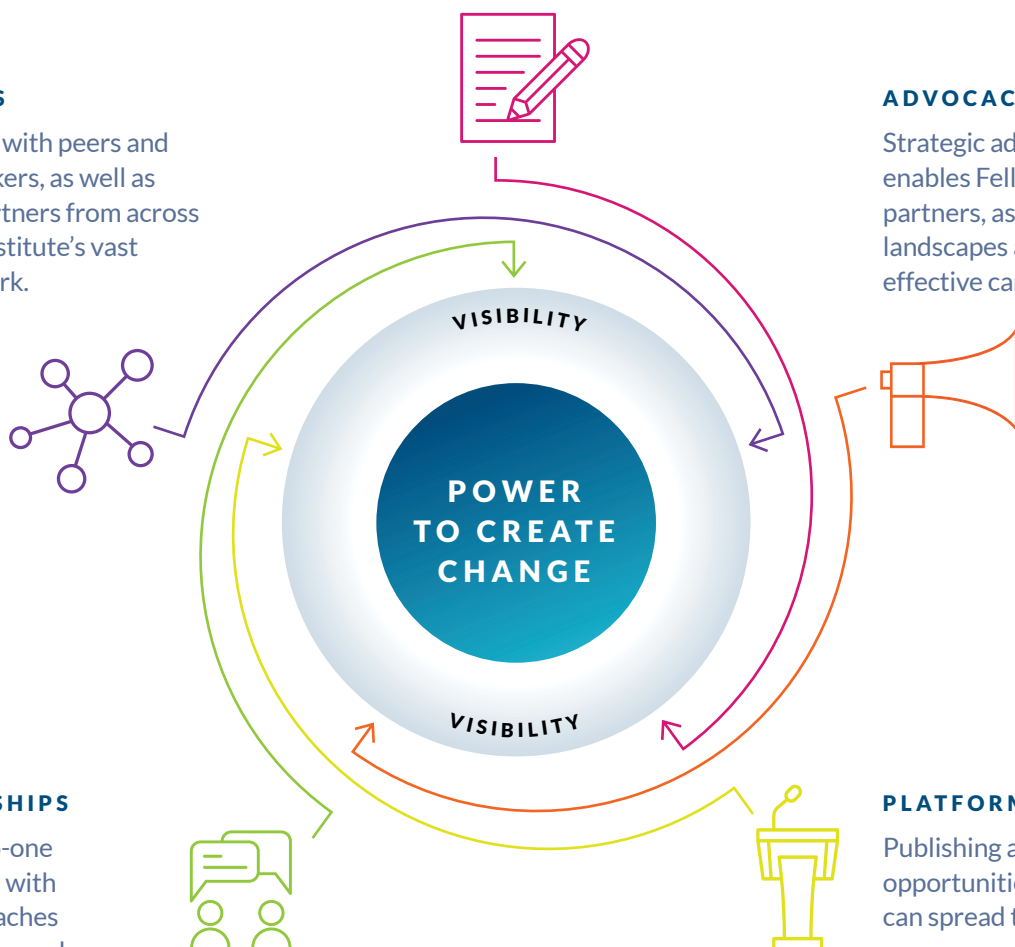 S
with peers and
kers, as well as
rtners from across
stitute's vast
rk.
ADVOCAC
Strategic ad
enables Fell
partners, as
landscapes
effective ca
VISIBILITY
POWER
TO CREATE
CHANGE
VISIBILITY
SHIPS
-one
with
aches
PLATFORM
Publishing a
opportunitie
can spread t